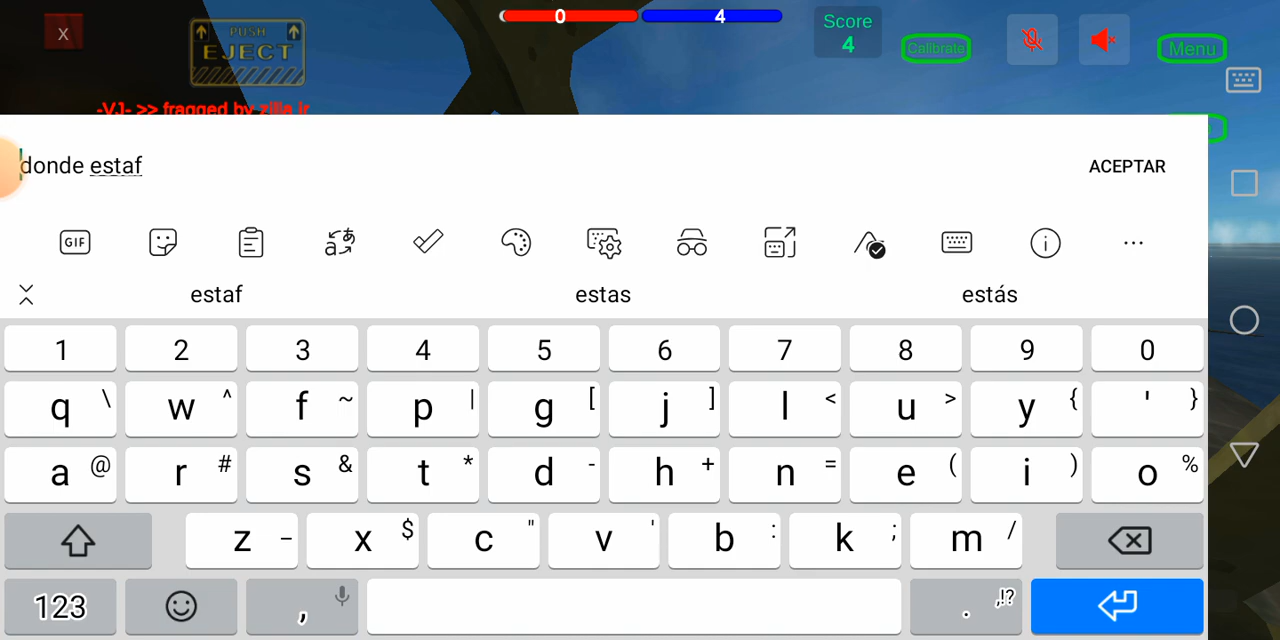 x
PUSH
EJECT
0 4
Score
4
Calibrate
Menu
-VJ- >> fragged by zilla jr
donde estaf
ACEPTAR
GIF
estaf estas estás
1 2 3 4 5 6 7 8 9 0
q \ w ^ f ~ p | g [ j ] l < u > y { ' }
a @ r # s & t * d - h + n = e ( i ) o %
z – x $ c " v ' b : k ; m /
123 , . ,!?